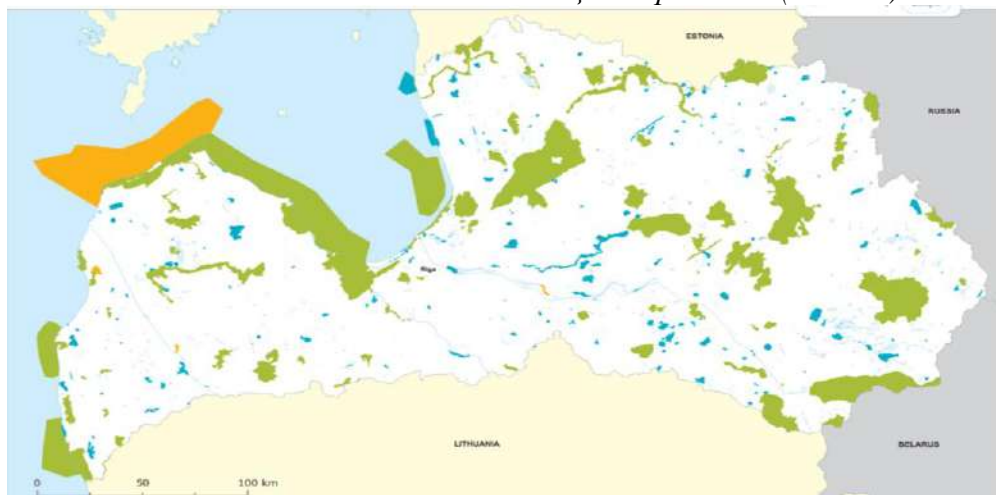 ESTONIA
RUSSIA
Riga
LITHUANIA
BELARUS
0 50 100 km